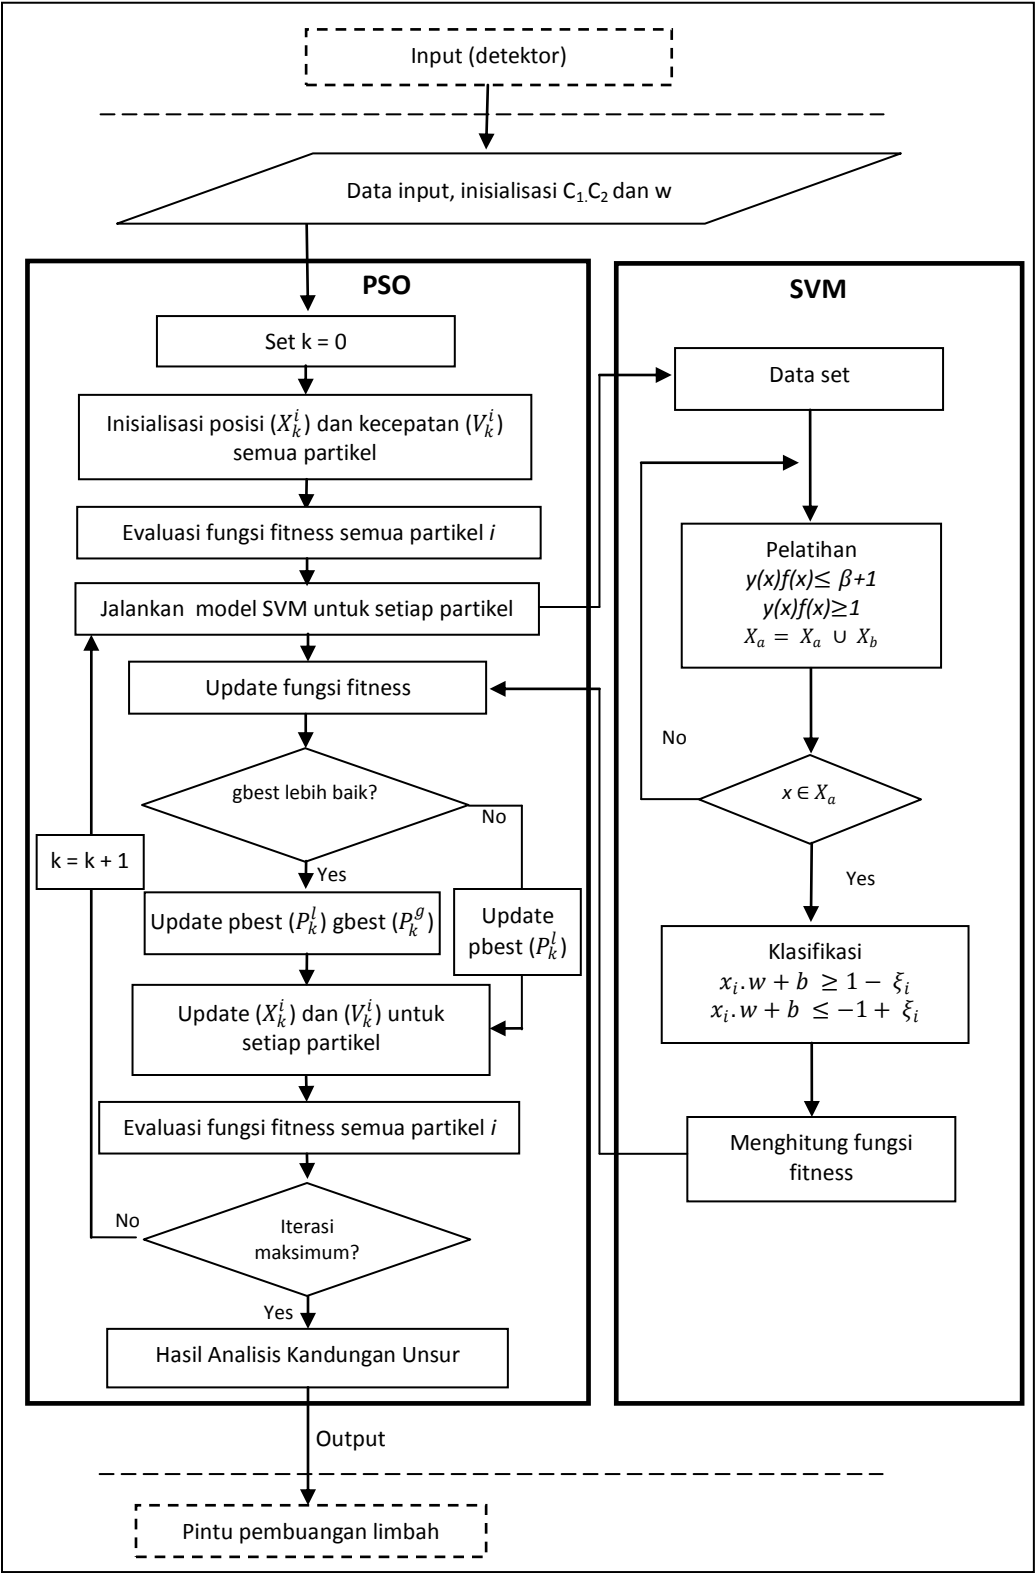 Input (detektor)
Data input, inisialisasi C₁.C₂ dan w
PSO
Set k = 0
Inisialisasi posisi (X_k^i) dan kecepatan (V_k^i)
semua partikel
Evaluasi fungsi fitness semua partikel i
Jalankan model SVM untuk setiap partikel
Update fungsi fitness
gbest lebih baik?
No
Yes
k = k + 1
Update pbest (P_k^l) gbest (P_k^g)
Update
pbest (P_k^l)
Update (X_k^i) dan (V_k^i) untuk
setiap partikel
Evaluasi fungsi fitness semua partikel i
Iterasi
maksimum?
No
Yes
Hasil Analisis Kandungan Unsur
SVM
Data set
Pelatihan
y(x)f(x)≤ β+1
y(x)f(x)≥1
X_a = X_a ∪ X_b
No
x ∈ X_a
Yes
Klasifikasi
x_i.w + b ≥ 1 − ξ_i
x_i.w + b ≤ −1 + ξ_i
Menghitung fungsi
fitness
Output
Pintu pembuangan limbah